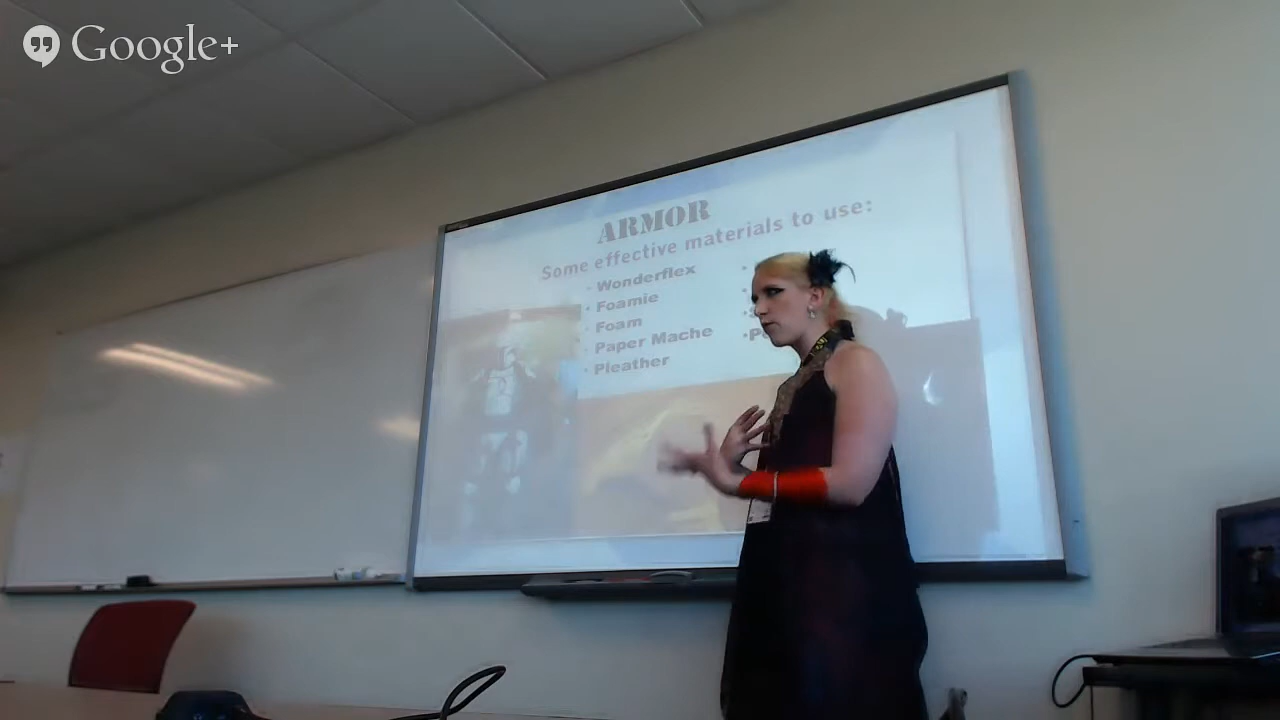 Google+
ARMOR
Some effective materials to use:
· Wonderflex
· Foamie
· Foam
· Paper Mache
· Pleather